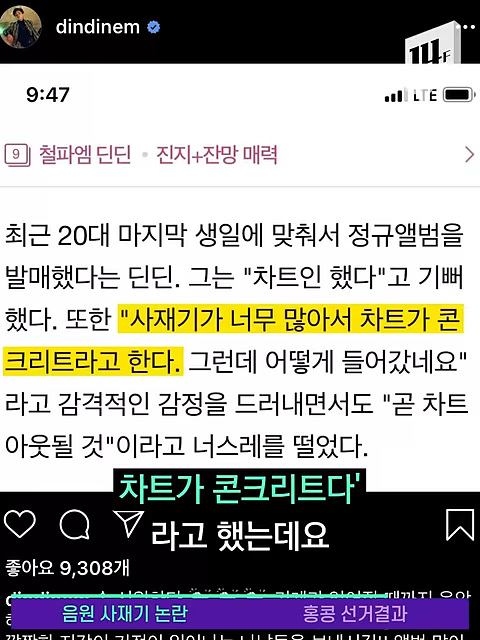 dindinem
14F
9:47
LTE
9
철파엠 딘딘 • 진지+잔망 매력
최근 20대 마지막 생일에 맞춰서 정규앨범을
발매했다는 딘딘. 그는 "차트인 했다"고 기뻐
했다. 또한 "사재기가 너무 많아서 차트가 콘
크리트라고 한다. 그런데 어떻게 들어갔네요"
라고 감격적인 감정을 드러내면서도 "곧 차트
아웃될 것"이라고 너스레를 떨었다.
차트가 콘크리트다'
라고 했는데요
좋아요 9,308개
음원 사재기 논란
홍콩 선거결과